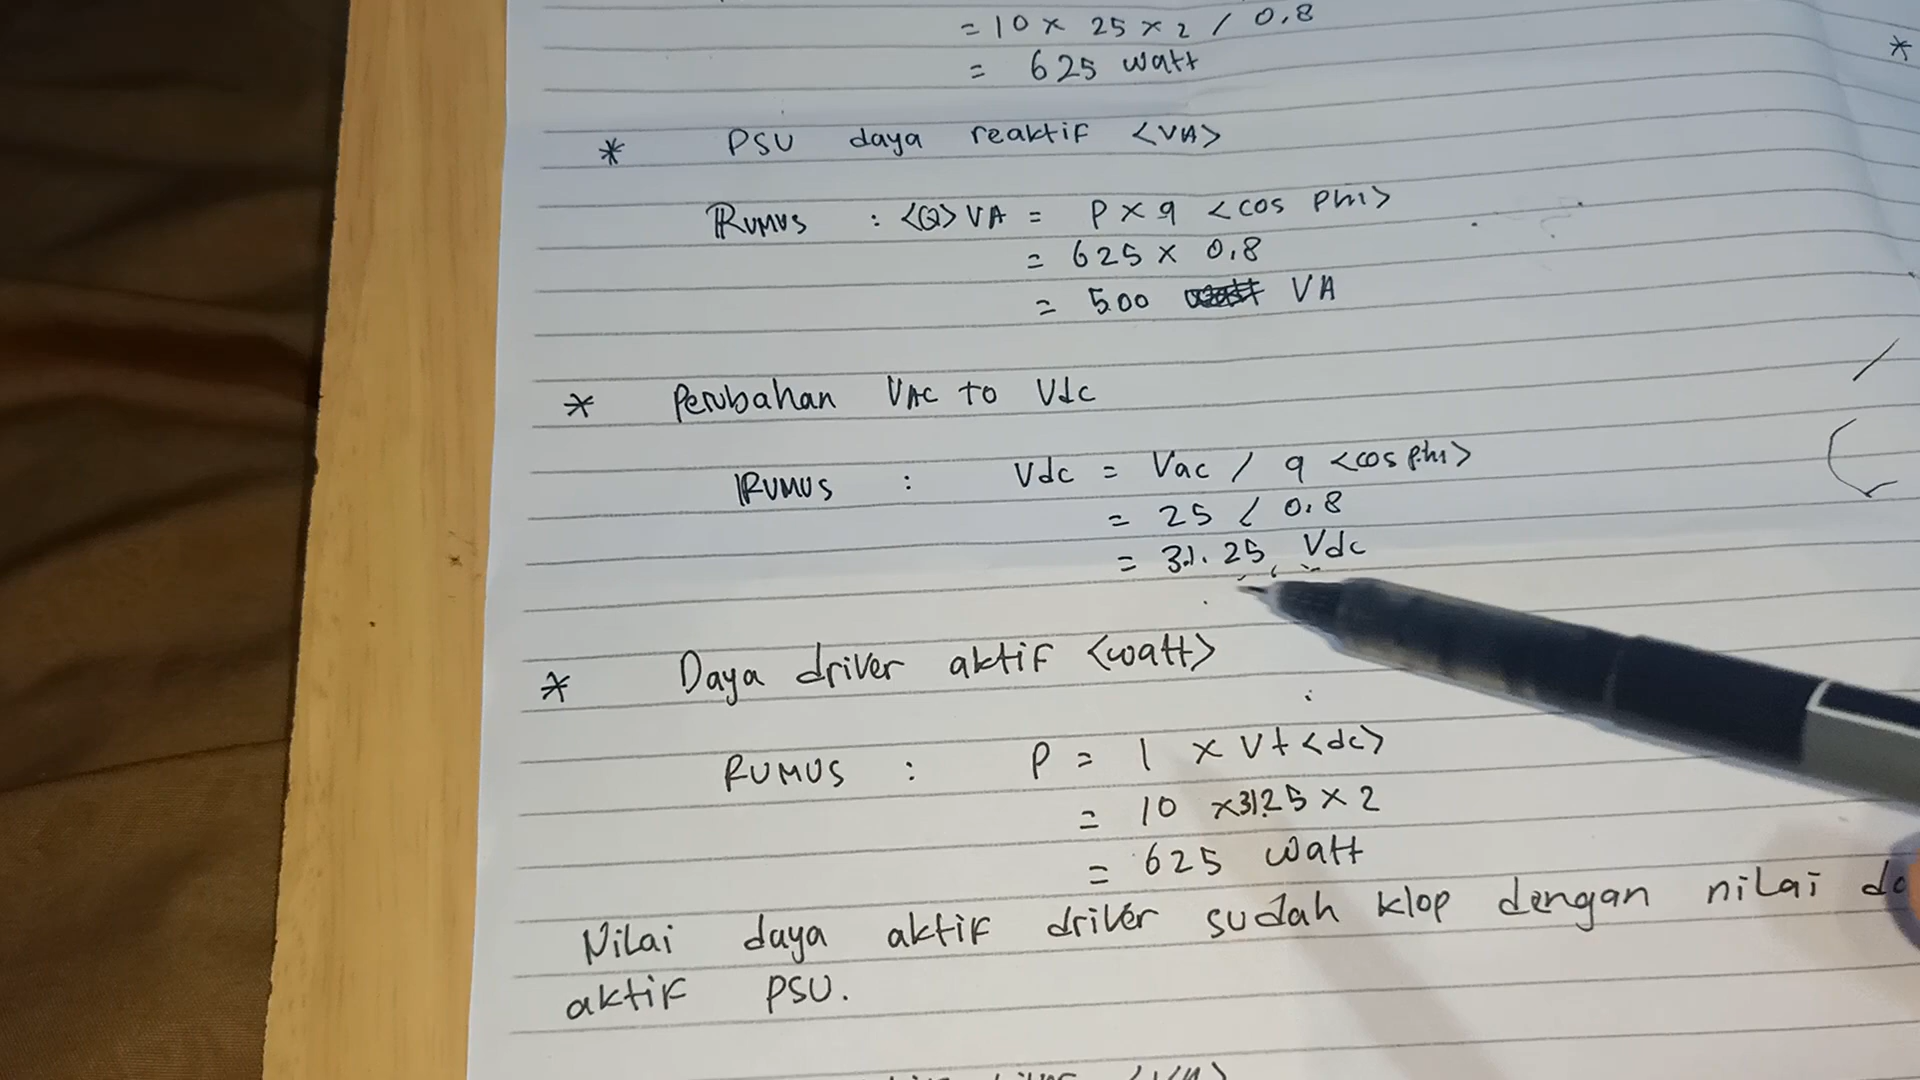 = 10 x 25 x 2 / 0,8
= 625 watt
*
* PSU daya reaktif <VA>
Rumus : <Q> VA = P x q <cos phi>
= 625 x 0,8
= 500 VA
* Perubahan VAC to Vdc
RUMUS : Vdc = Vac / q <cos phi>
= 25 / 0.8
= 31.25 Vdc
* Daya driver aktif <watt>
RUMUS : P = I x Vt <dc>
= 10 x 31.25 x 2
= 625 watt
Nilai daya aktif driver sudah klop dengan nilai
aktif PSU.